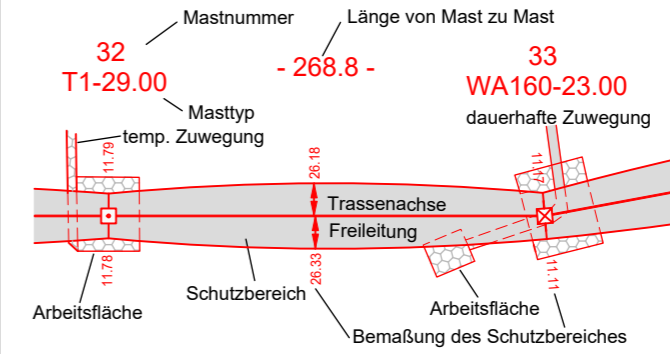 Mastnummer
Länge von Mast zu Mast
32
T1-29.00
- 268.8 -
33
WA160-23.00
Masttyp
temp. Zuwegung
dauerhafte Zuwegung
11.79
26.18
11.17
Trassenachse
Freileitung
11.78
26.33
11.11
Schutzbereich
Arbeitsfläche
Arbeitsfläche
Bemaßung des Schutzbereiches